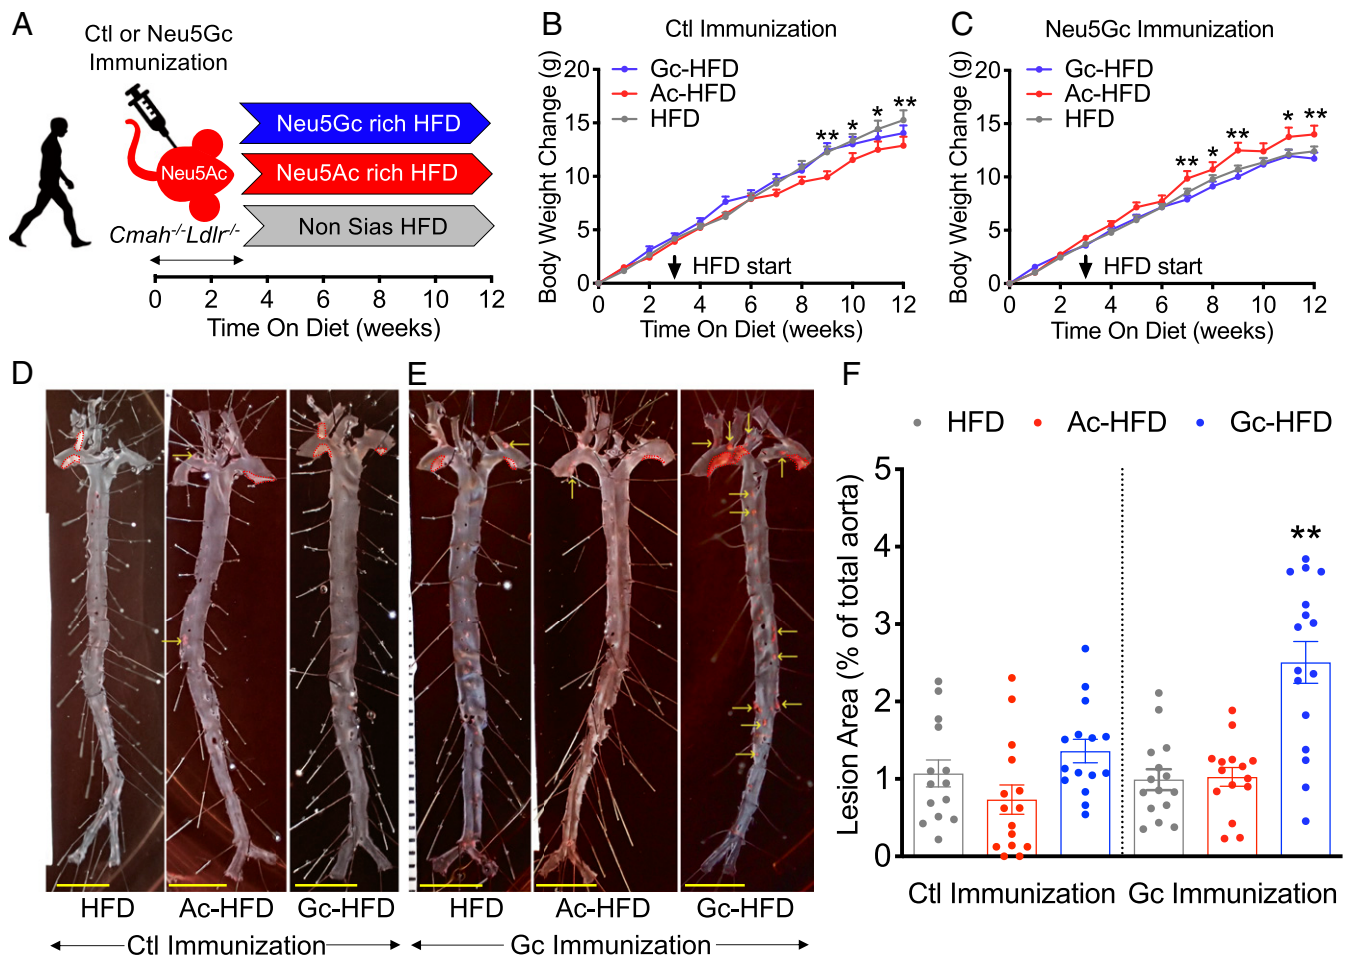 A
Ctl or Neu5Gc
Immunization
Neu5Ac
Cmah-/-Ldlr-/-
Neu5Gc rich HFD
Neu5Ac rich HFD
Non Sias HFD
0 2 4 6 8 10 12
Time On Diet (weeks)
B
Ctl Immunization
Body Weight Change (g)
20
15
10
5
0
Gc-HFD
Ac-HFD
HFD
** * * **
HFD start
0 2 4 6 8 10 12
Time On Diet (weeks)
C
Neu5Gc Immunization
Body Weight Change (g)
20
15
10
5
0
Gc-HFD
Ac-HFD
HFD
** * ** * **
HFD start
0 2 4 6 8 10 12
Time On Diet (weeks)
D
HFD Ac-HFD Gc-HFD
Ctl Immunization
E
HFD Ac-HFD Gc-HFD
Gc Immunization
F
HFD Ac-HFD Gc-HFD
Lesion Area (% of total aorta)
5
4
3
2
1
0
**
Ctl Immunization Gc Immunization